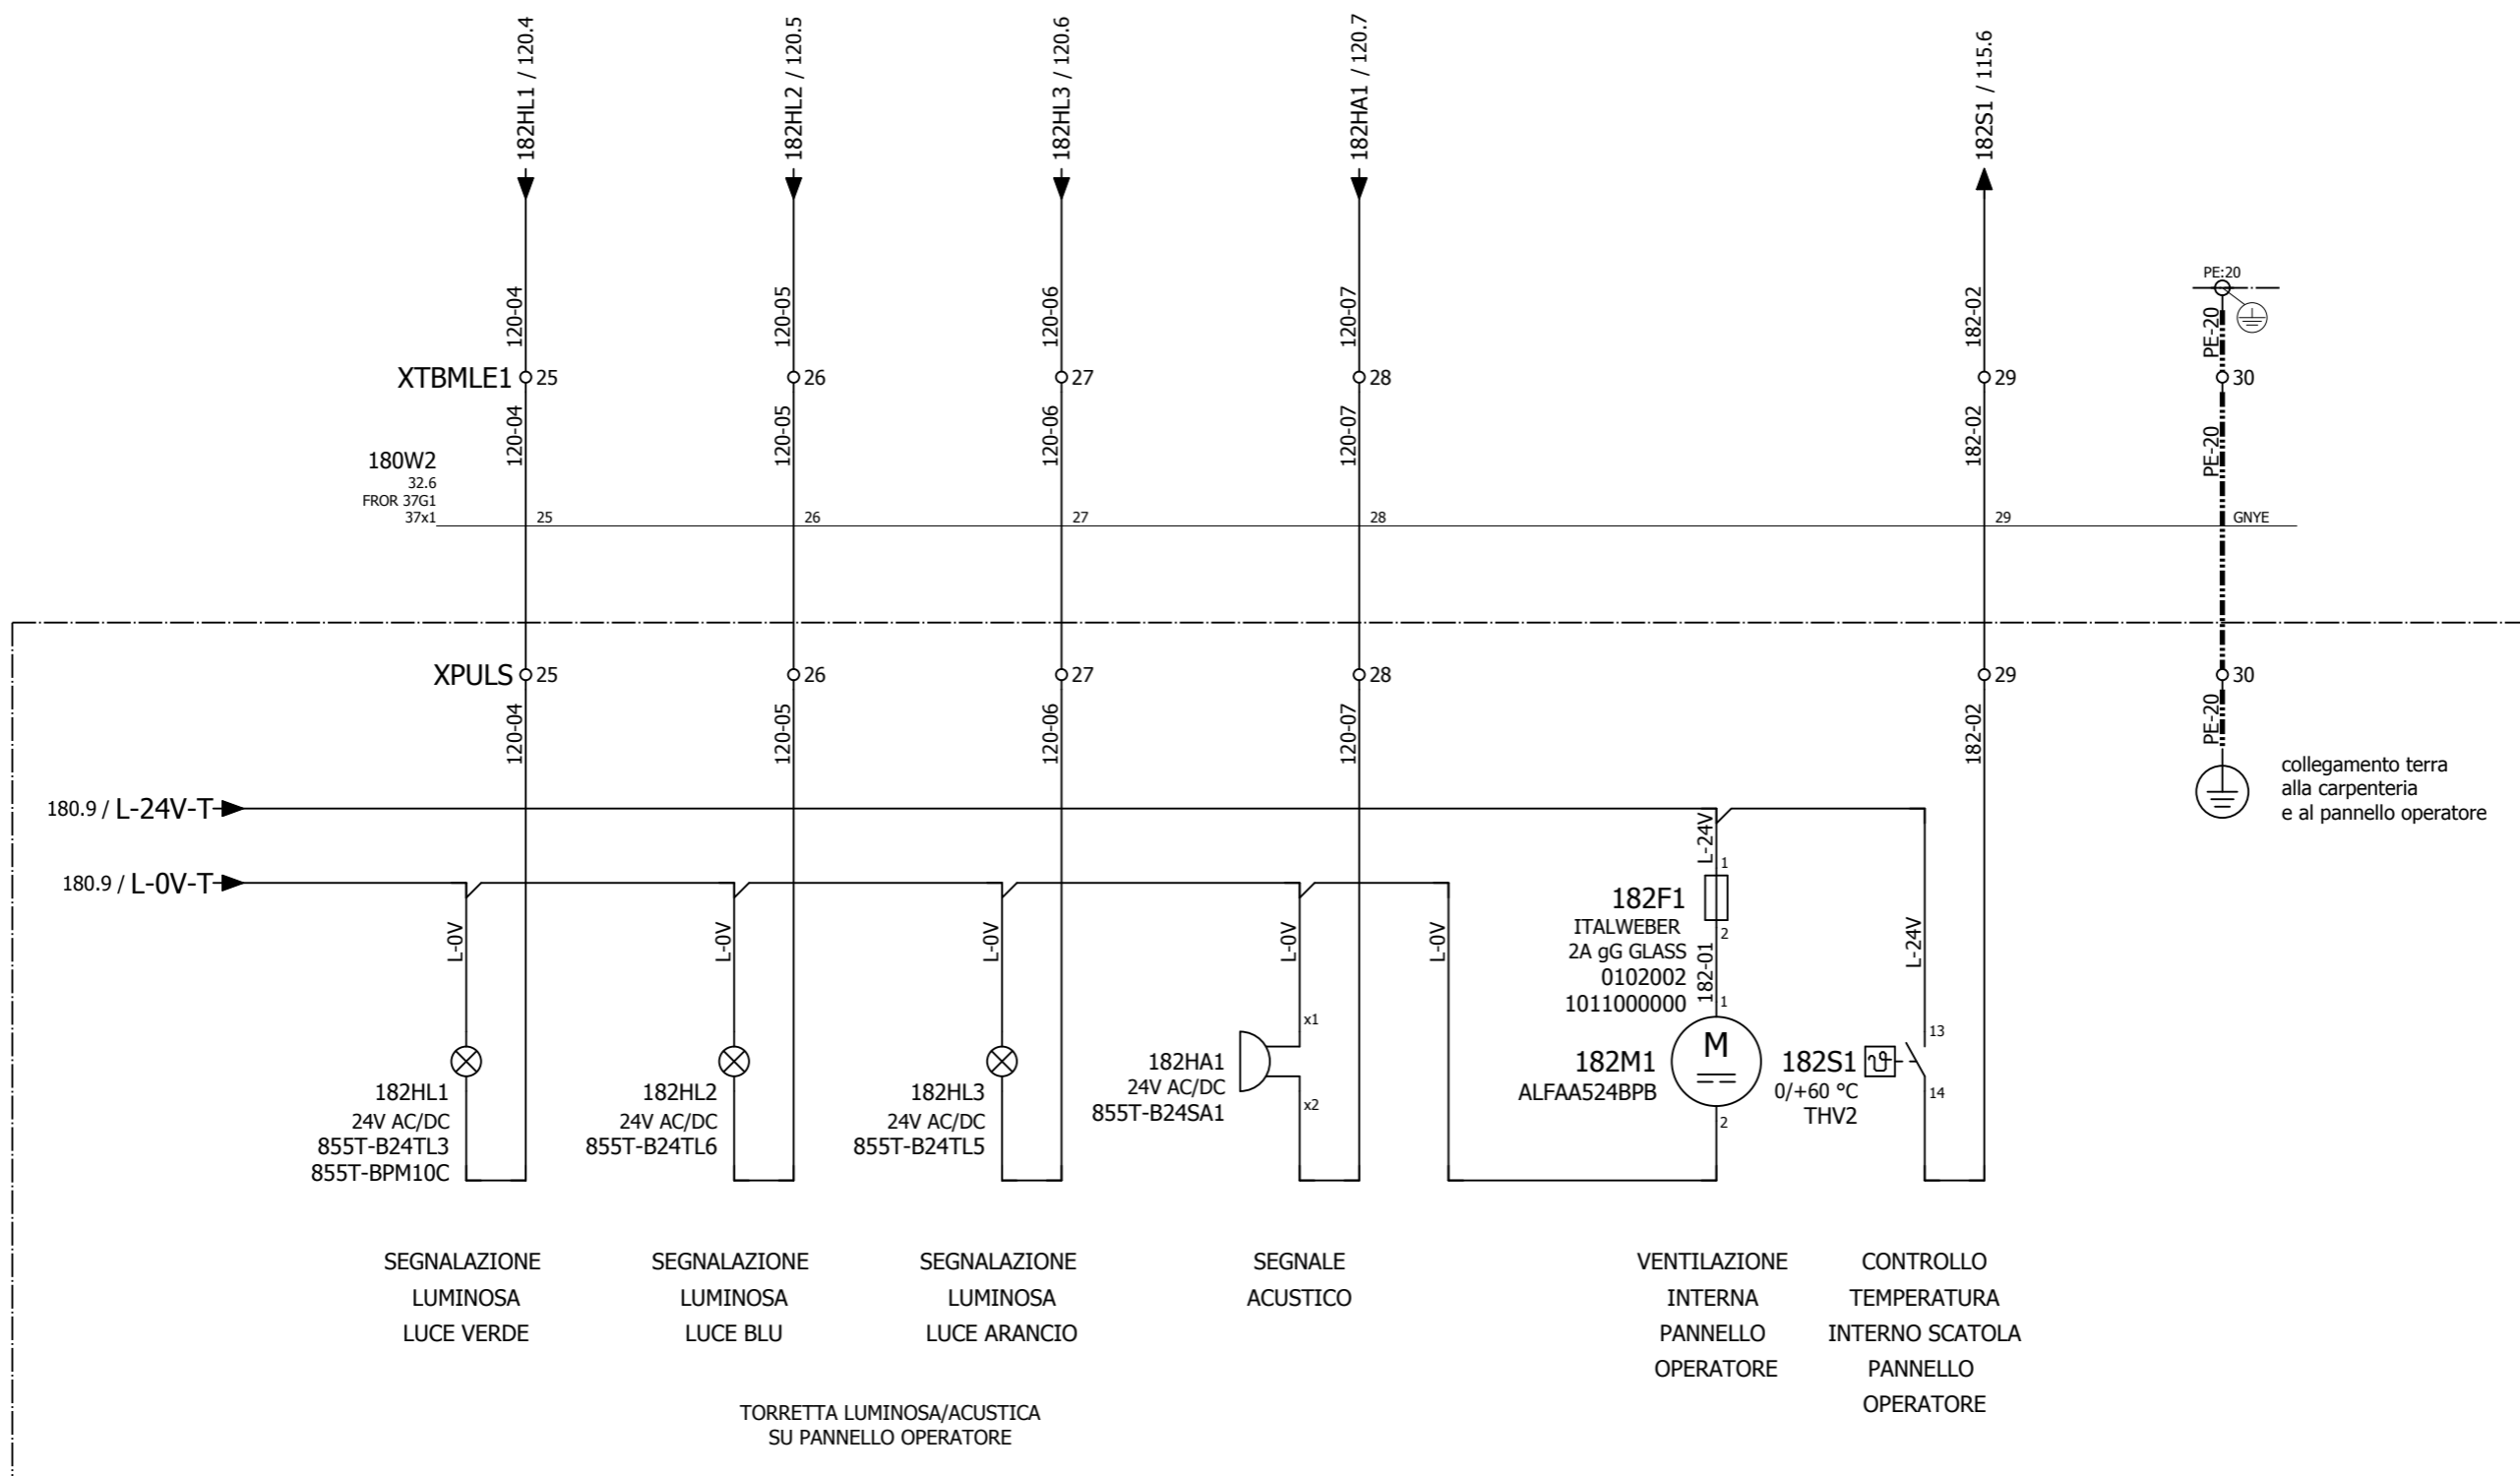 182HL1 / 120.4
182HL2 / 120.5
182HL3 / 120.6
182HA1 / 120.7
182S1 / 115.6
PE:20
120-04
120-05
120-06
120-07
182-02
PE-20
XTBMLE1
25
26
27
28
29
30
120-04
120-05
120-06
120-07
182-02
PE-20
180W2
32.6
FROR 37G1
37x1
25
26
27
28
29
GNYE
XPULS
25
26
27
28
29
30
120-04
120-05
120-06
120-07
182-02
PE-20
collegamento terra
alla carpenteria
e al pannello operatore
180.9 / L-24V-T
180.9 / L-0V-T
L-0V
L-0V
L-0V
L-0V
L-0V
L-24V
L-24V
1
182F1
ITALWEBER
2A gG GLASS
0102002
1011000000
2
182-01
1
M
182M1
ALFAA524BPB
2
182S1
0/+60 °C
THV2
ϑ
13
14
182HL1
24V AC/DC
855T-B24TL3
855T-BPM10C
182HL2
24V AC/DC
855T-B24TL6
182HL3
24V AC/DC
855T-B24TL5
x1
182HA1
24V AC/DC
855T-B24SA1
x2
SEGNALAZIONE
LUMINOSA
LUCE VERDE
SEGNALAZIONE
LUMINOSA
LUCE BLU
SEGNALAZIONE
LUMINOSA
LUCE ARANCIO
SEGNALE
ACUSTICO
VENTILAZIONE
INTERNA
PANNELLO
OPERATORE
CONTROLLO
TEMPERATURA
INTERNO SCATOLA
PANNELLO
OPERATORE
TORRETTA LUMINOSA/ACUSTICA
SU PANNELLO OPERATORE